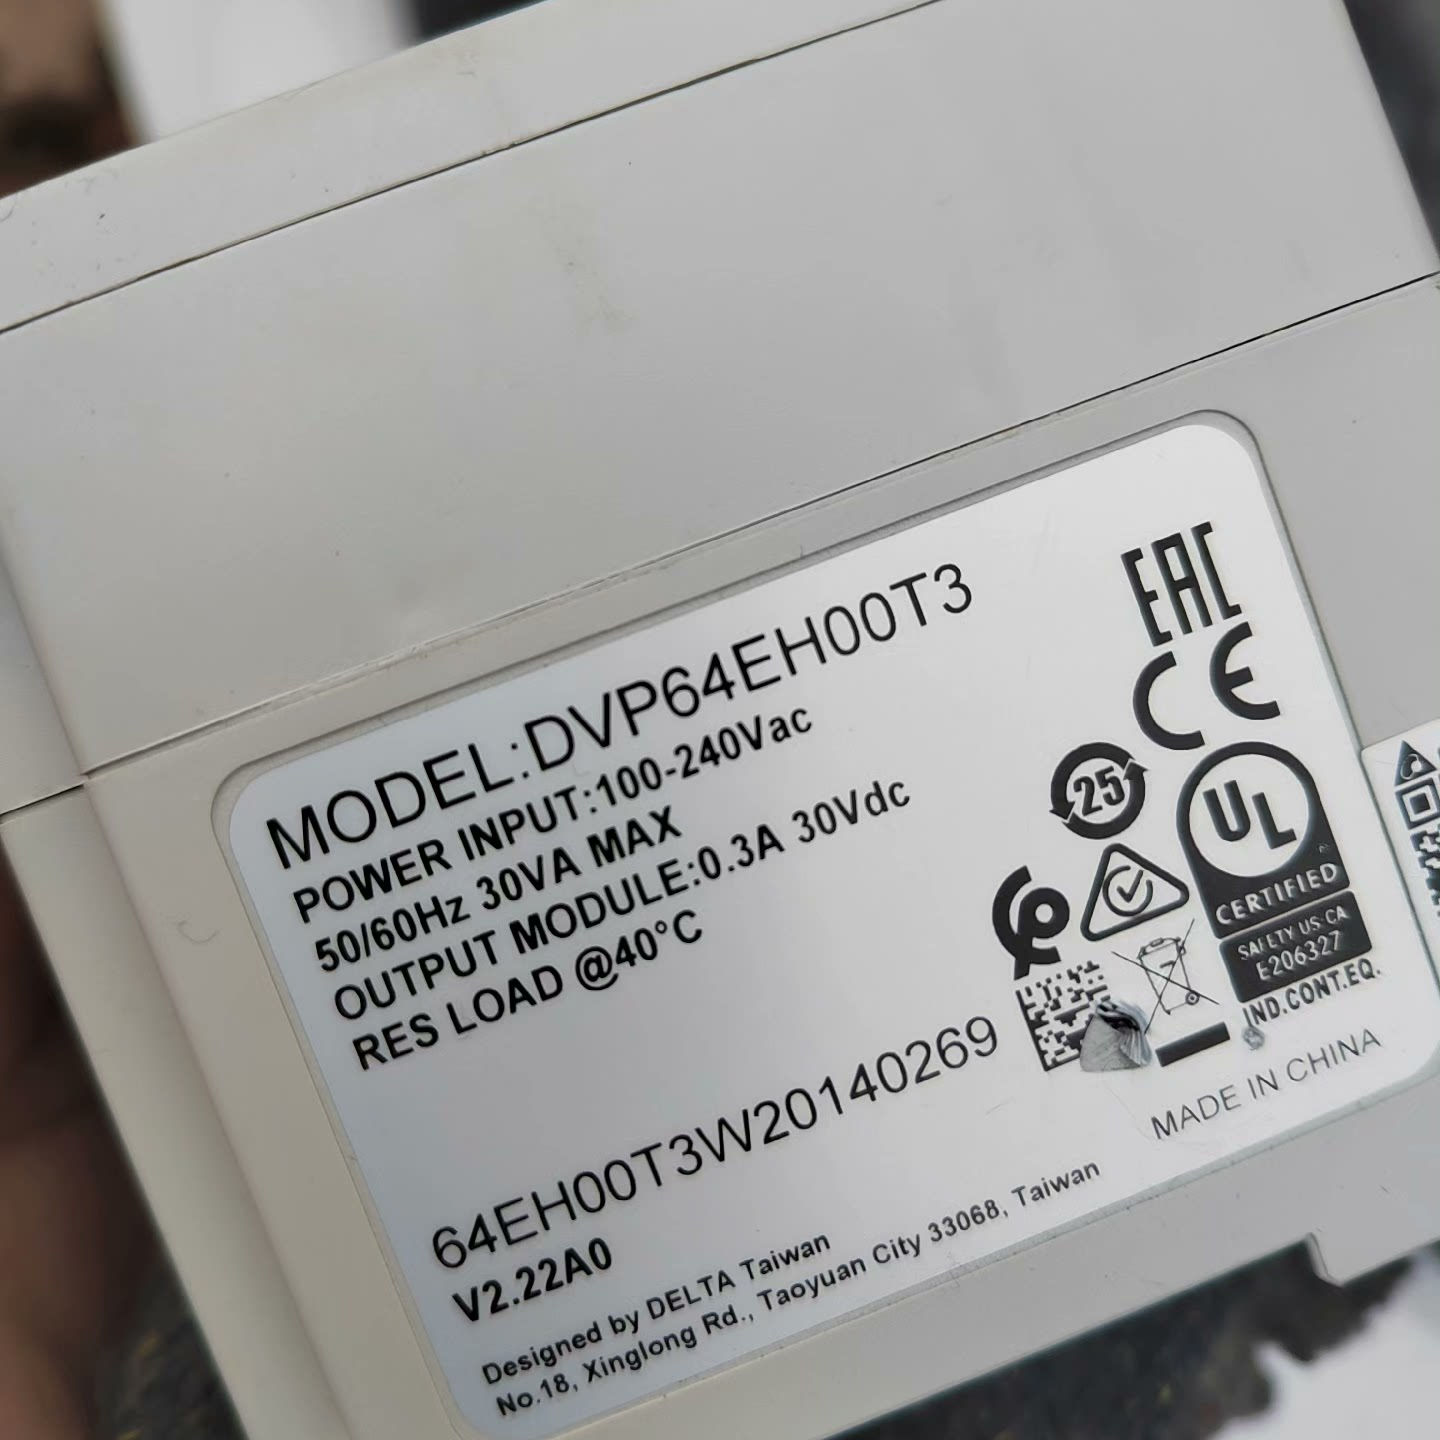 MODEL:DVP64EH00T3
POWER INPUT:100-240Vac
50/60Hz 30VA MAX
OUTPUT MODULE:0.3A 30Vdc
RES LOAD @40°C
64EH00T3W20140269
V2.22A0
Designed by DELTA Taiwan
No.18, Xinglong Rd., Taoyuan City 33068, Taiwan
EAC
CE
25
UL
CERTIFIED
SAFETY US-CA
E206327
IND.CONT.EQ.
MADE IN CHINA